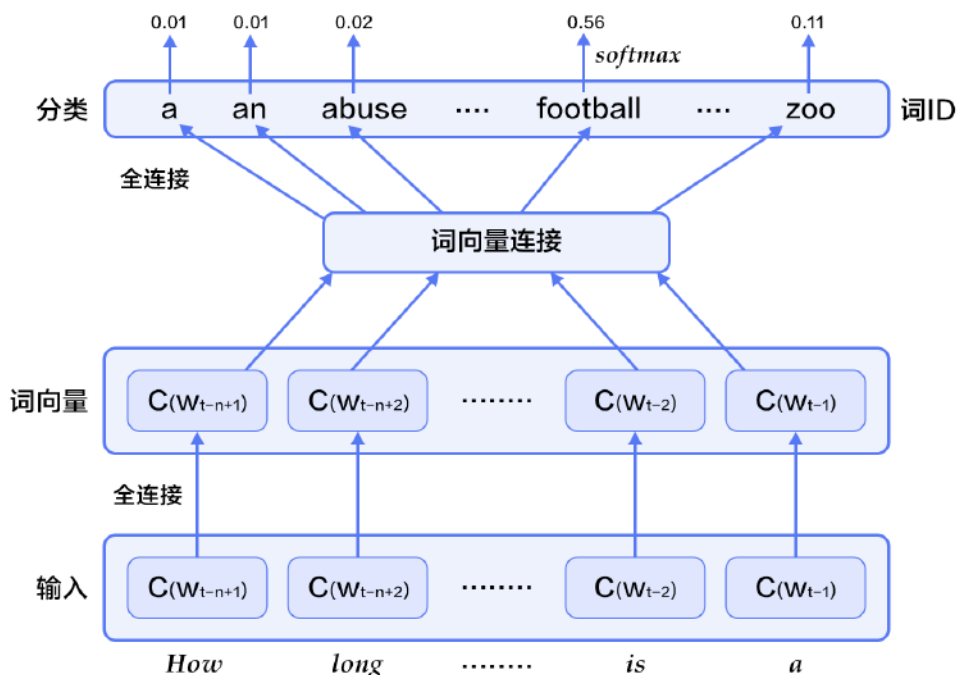 0.01 0.01 0.02 0.56 0.11
softmax
分类 a an abuse ···· football ···· zoo 词ID
全连接
词向量连接
词向量 C(wt-n+1) C(wt-n+2) ········ C(wt-2) C(wt-1)
全连接
输入 C(wt-n+1) C(wt-n+2) ········ C(wt-2) C(wt-1)
How long ········ is a